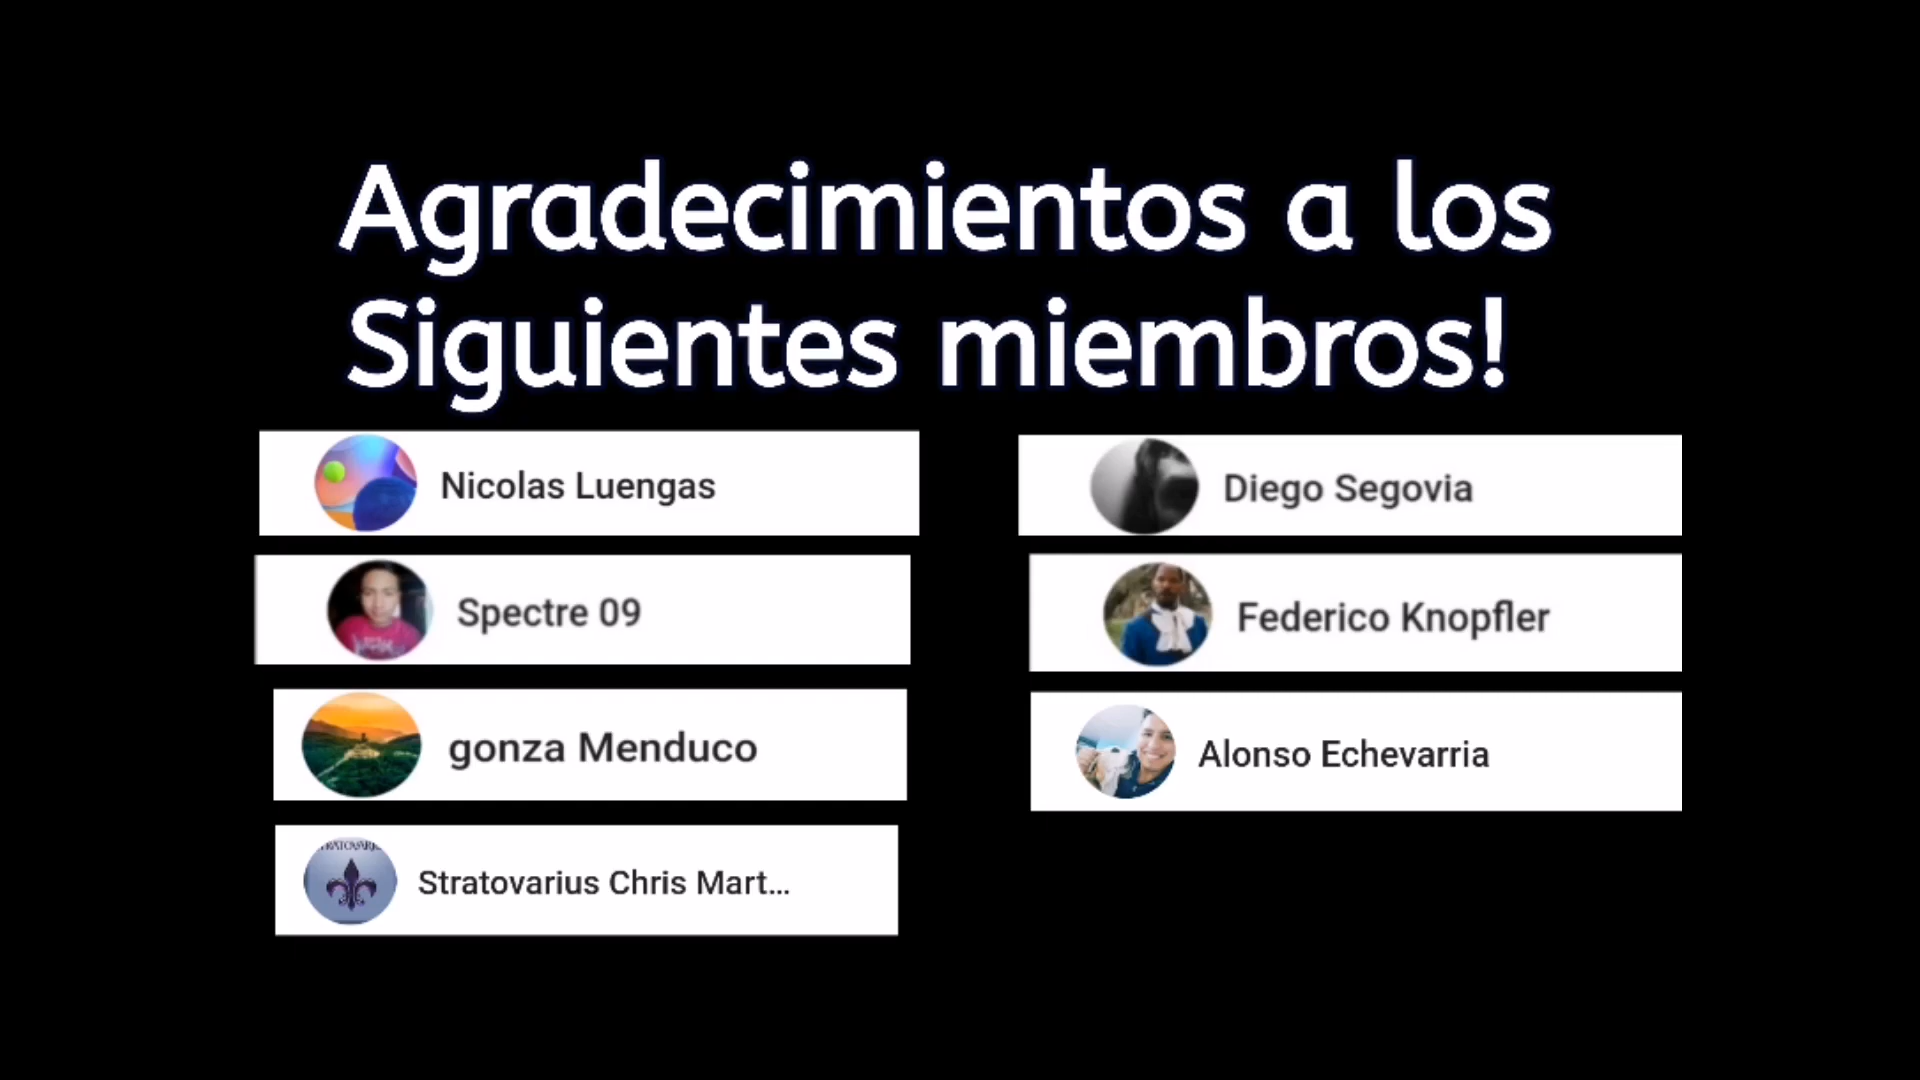 Agradecimientos a los
Siguientes miembros!
Nicolas Luengas
Spectre 09
gonza Menduco
Stratovarius Chris Mart...
Diego Segovia
Federico Knopfler
Alonso Echevarria